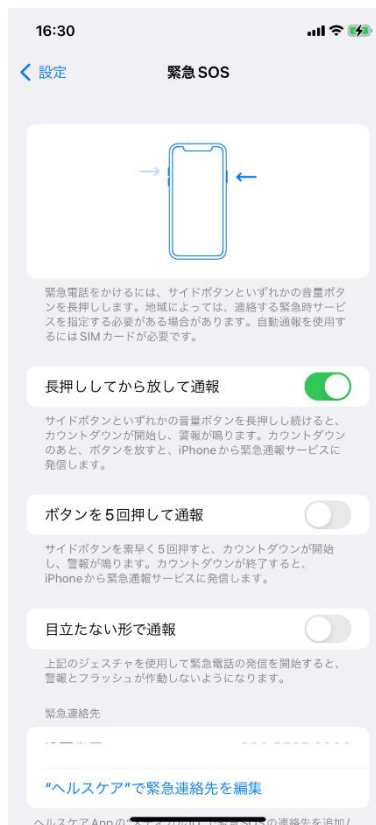 16:30
設定
緊急SOS
緊急電話をかけるには、サイドボタンといずれかの音量ボタ
ンを長押しします。地域によっては、連絡する緊急時サービ
スを指定する必要がある場合があります。自動通報を使用す
るにはSIMカードが必要です。
長押ししてから放して通報
サイドボタンといずれかの音量ボタンを長押しし続けると、
カウントダウンが開始し、警報が鳴ります。カウントダウン
のあと、ボタンを放すと、iPhoneから緊急通報サービスに
発信します。
ボタンを5回押して通報
サイドボタンを素早く5回押すと、カウントダウンが開始
し、警報が鳴ります。カウントダウンが終了すると、
iPhoneから緊急通報サービスに発信します。
目立たない形で通報
上記のジェスチャを使用して緊急電話の発信を開始すると、
警報とフラッシュが作動しないようになります。
緊急連絡先
“ヘルスケア”で緊急連絡先を編集
ヘルスケアAppの
の連絡先を追加し